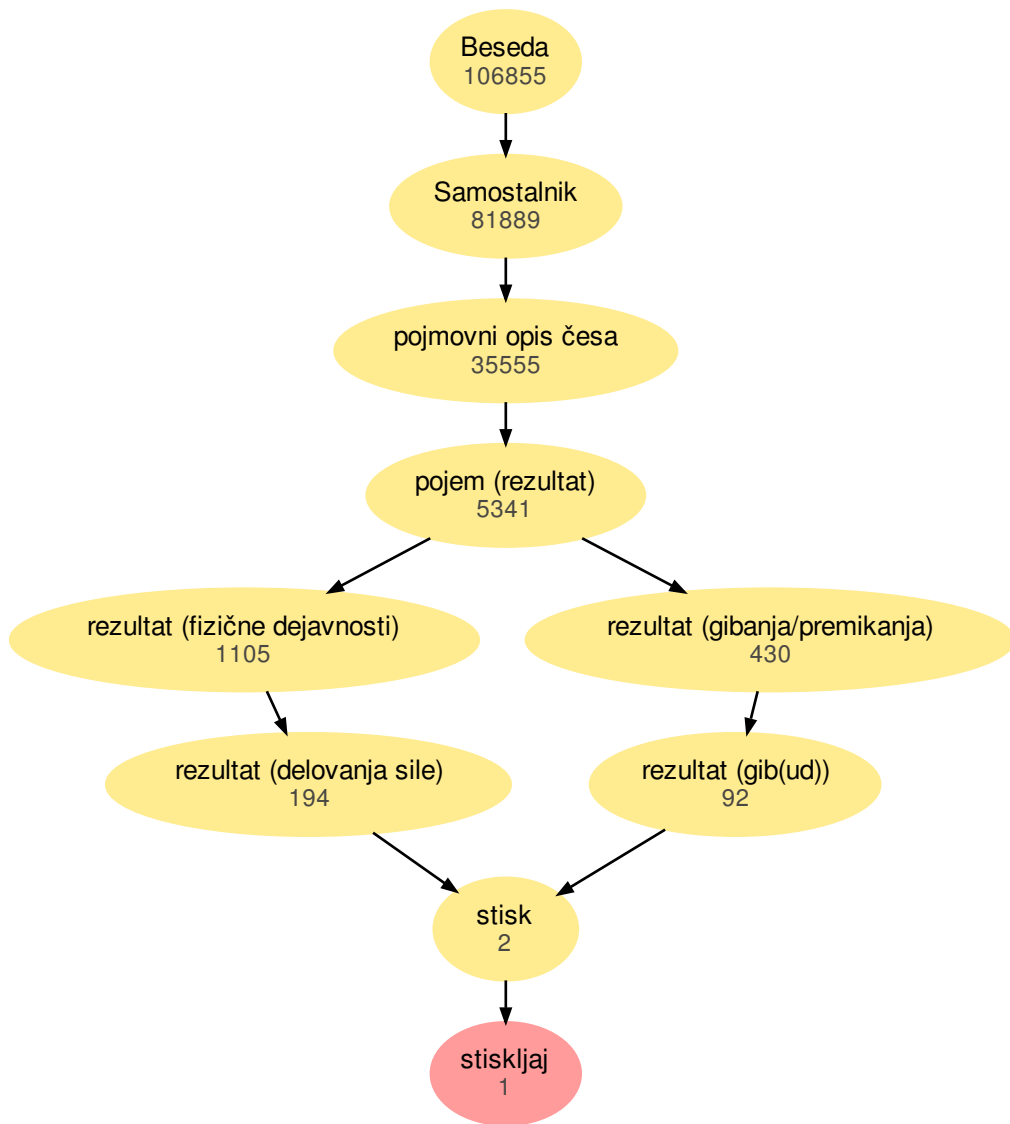 Beseda
106855
Samostalnik
81889
pojmovni opis česa
35555
pojem (rezultat)
5341
rezultat (fizične dejavnosti)
1105
rezultat (gibanja/premikanja)
430
rezultat (delovanja sile)
194
rezultat (gib(ud))
92
stisk
2
stiskljaj
1